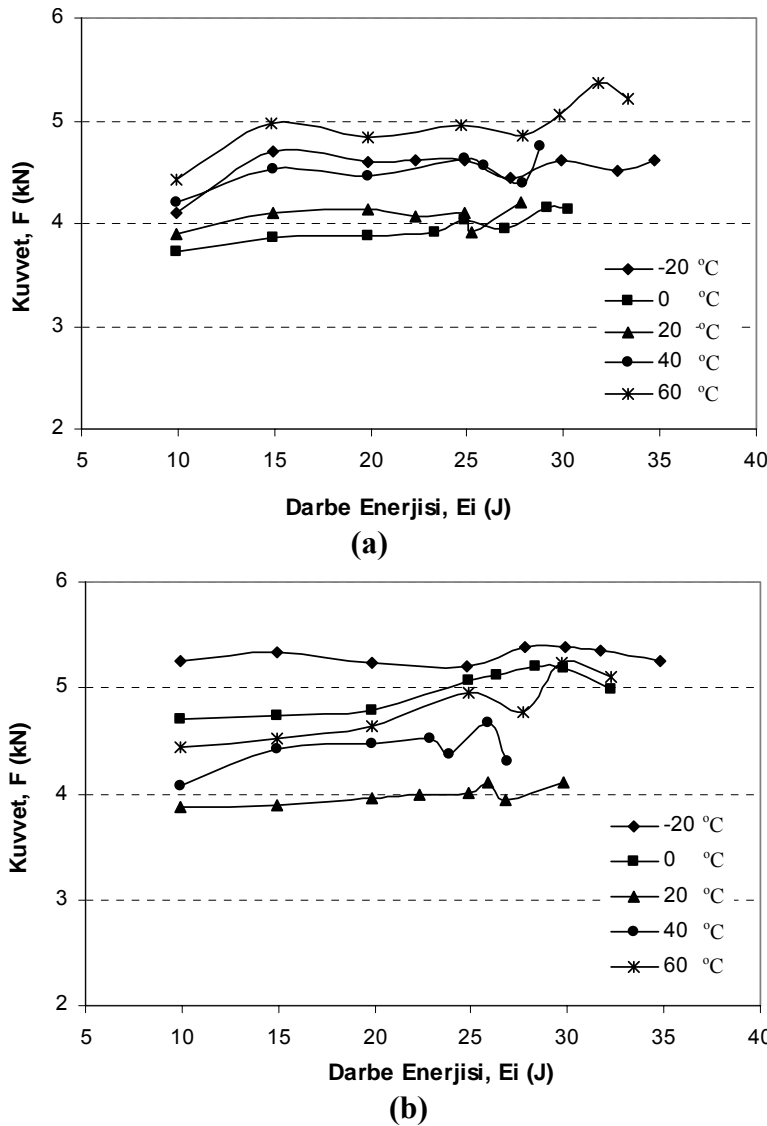 6
5
4
3
2
5 10 15 20 25 30 35 40
Kuvvet, F (kN)
Darbe Enerjisi, Ei (J)
-20 °C
0 °C
20 °C
40 °C
60 °C
(a)
6
5
4
3
2
5 10 15 20 25 30 35 40
Kuvvet, F (kN)
Darbe Enerjisi, Ei (J)
-20 °C
0 °C
20 °C
40 °C
60 °C
(b)